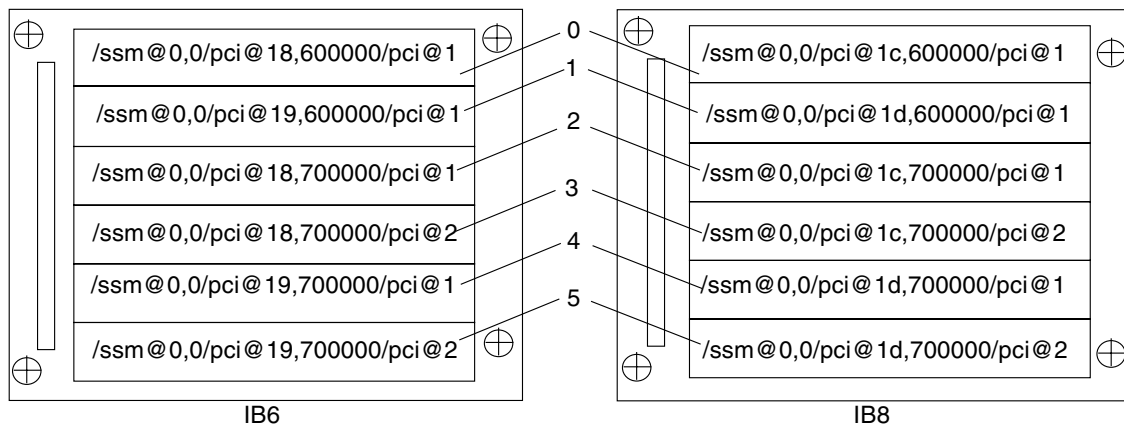 /ssm@0,0/pci@18,600000/pci@1
/ssm@0,0/pci@19,600000/pci@1
/ssm@0,0/pci@18,700000/pci@1
/ssm@0,0/pci@18,700000/pci@2
/ssm@0,0/pci@19,700000/pci@1
/ssm@0,0/pci@19,700000/pci@2
IB6
0
1
2
3
4
5
/ssm@0,0/pci@1c,600000/pci@1
/ssm@0,0/pci@1d,600000/pci@1
/ssm@0,0/pci@1c,700000/pci@1
/ssm@0,0/pci@1c,700000/pci@2
/ssm@0,0/pci@1d,700000/pci@1
/ssm@0,0/pci@1d,700000/pci@2
IB8